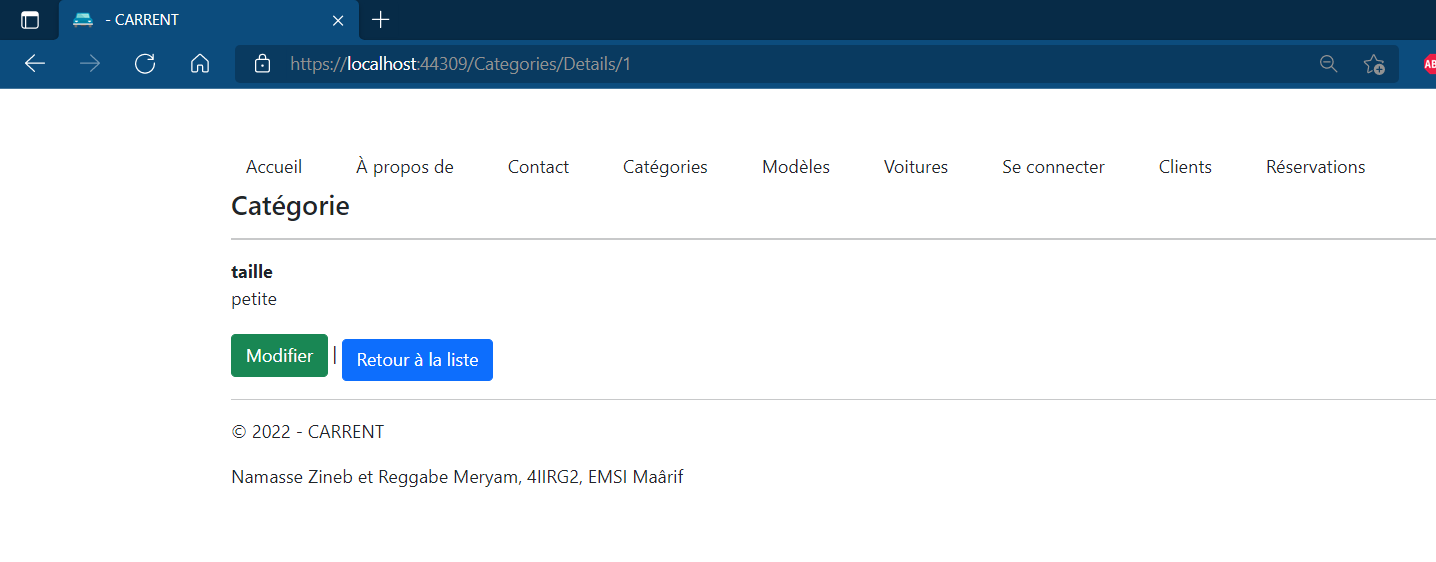 - CARRENT
https://localhost:44309/Categories/Details/1
AB
Accueil À propos de Contact Catégories Modèles Voitures Se connecter Clients Réservations
Catégorie
taille
petite
Modifier | Retour à la liste
© 2022 - CARRENT
Namasse Zineb et Reggabe Meryam, 4IIRG2, EMSI Maârif